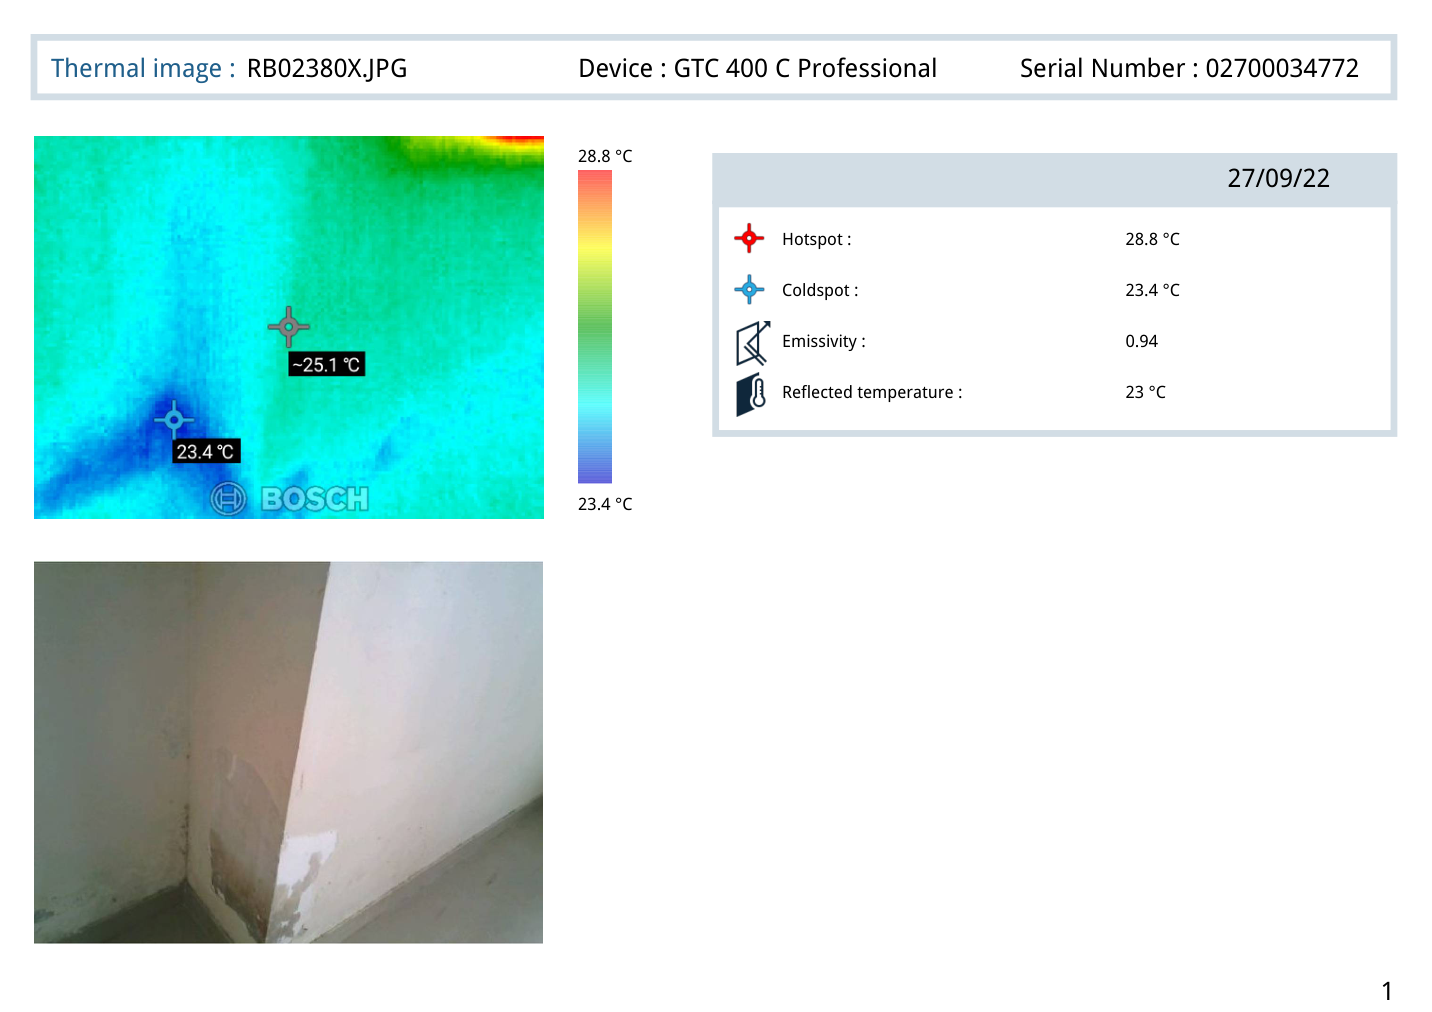 Thermal image : RB02380X.JPG Device : GTC 400 C Professional Serial Number : 02700034772
28.8 °C
27/09/22
Hotspot : 28.8 °C
Coldspot : 23.4 °C
~25.1 °C
Emissivity : 0.94
Reflected temperature : 23 °C
23.4 °C
BOSCH
23.4 °C
1